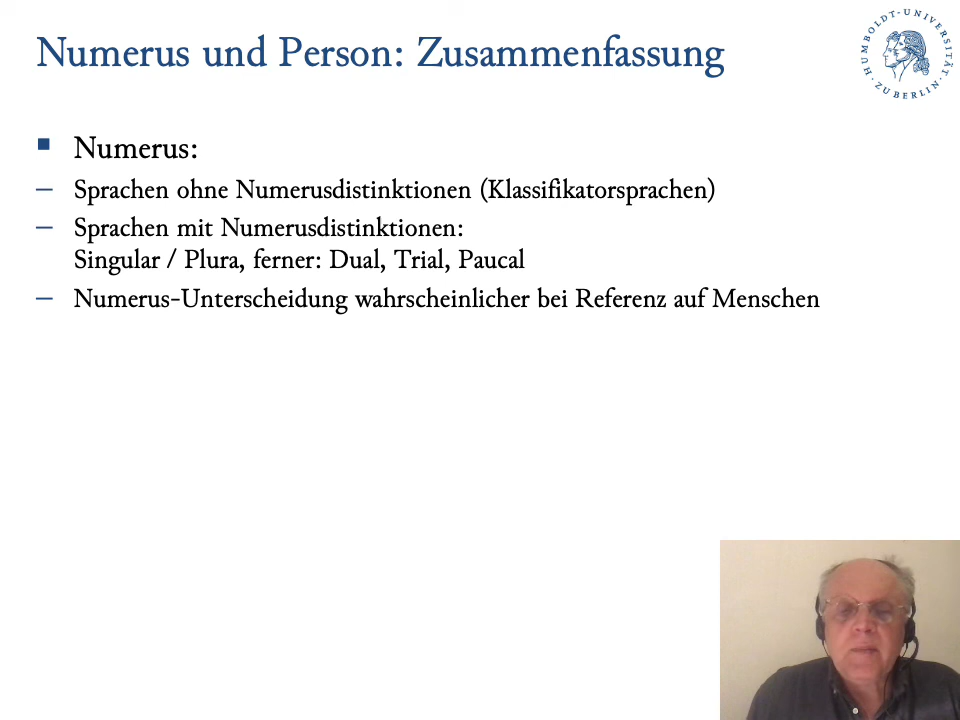 Numerus und Person: Zusammenfassung
HUMBOLDT-UNIVERSITÄT ZU BERLIN
Numerus:
– Sprachen ohne Numerusdistinktionen (Klassifikatorsprachen)
– Sprachen mit Numerusdistinktionen:
Singular / Plura, ferner: Dual, Trial, Paucal
– Numerus-Unterscheidung wahrscheinlicher bei Referenz auf Menschen